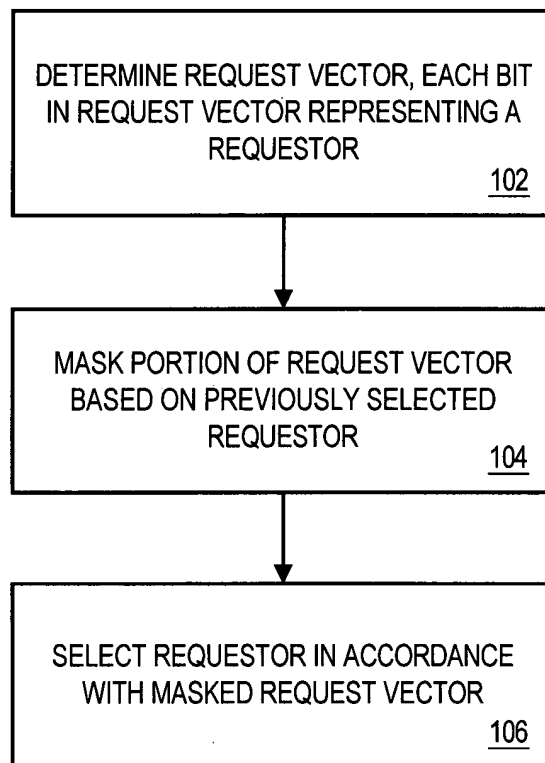 DETERMINE REQUEST VECTOR, EACH BIT
IN REQUEST VECTOR REPRESENTING A
REQUESTOR
102
MASK PORTION OF REQUEST VECTOR
BASED ON PREVIOUSLY SELECTED
REQUESTOR
104
SELECT REQUESTOR IN ACCORDANCE
WITH MASKED REQUEST VECTOR
106